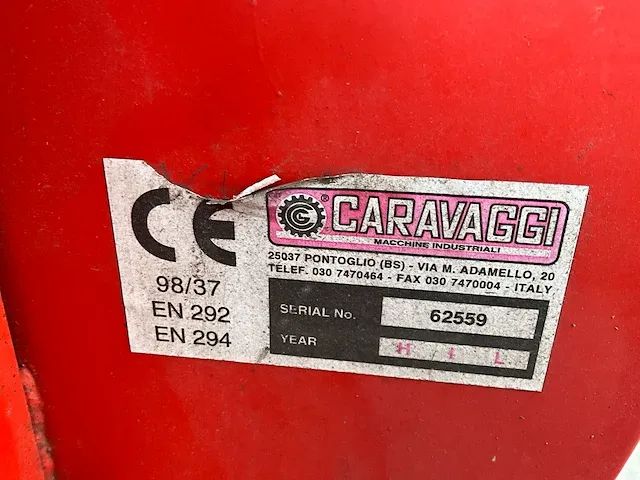 CE
98/37
EN 292
EN 294
G ®
CARAVAGGI
MACCHINE INDUSTRIALI
25037 PONTOGLIO (BS) - VIA M. ADAMELLO, 20
TELEF. 030 7470464 - FAX 030 7470004 - ITALY
SERIAL No. 62559
YEAR H I L